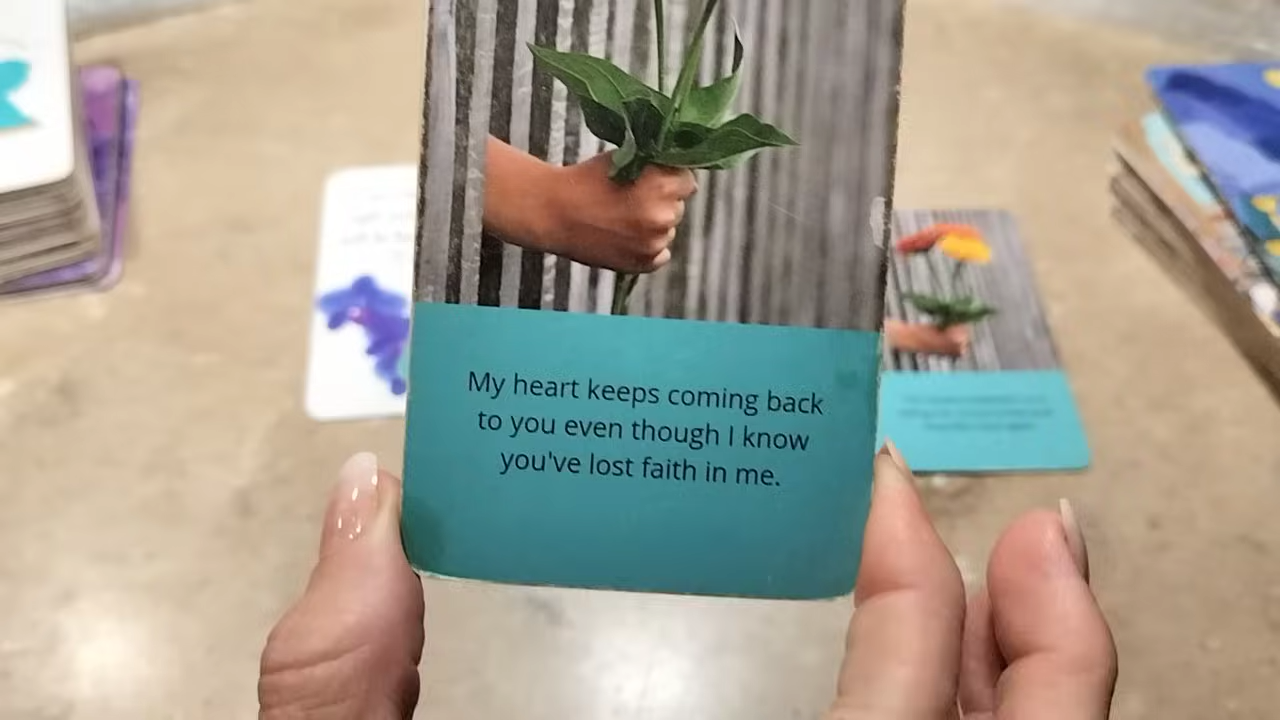 My heart keeps coming back
to you even though I know
you've lost faith in me.